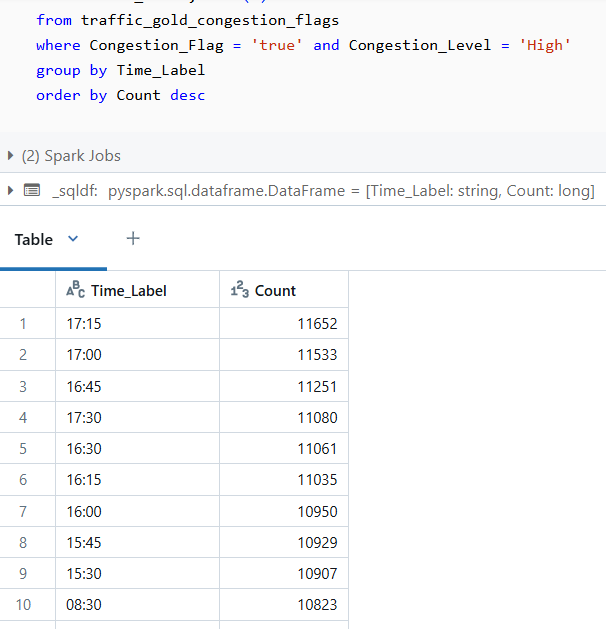 from traffic_gold_congestion_flags
where Congestion_Flag = 'true' and Congestion_Level = 'High'
group by Time_Label
order by Count desc
(2) Spark Jobs
_sqldf: pyspark.sql.dataframe.DataFrame = [Time_Label: string, Count: long]
Table
Time_Label Count
1 17:15 11652
2 17:00 11533
3 16:45 11251
4 17:30 11080
5 16:30 11061
6 16:15 11035
7 16:00 10950
8 15:45 10929
9 15:30 10907
10 08:30 10823